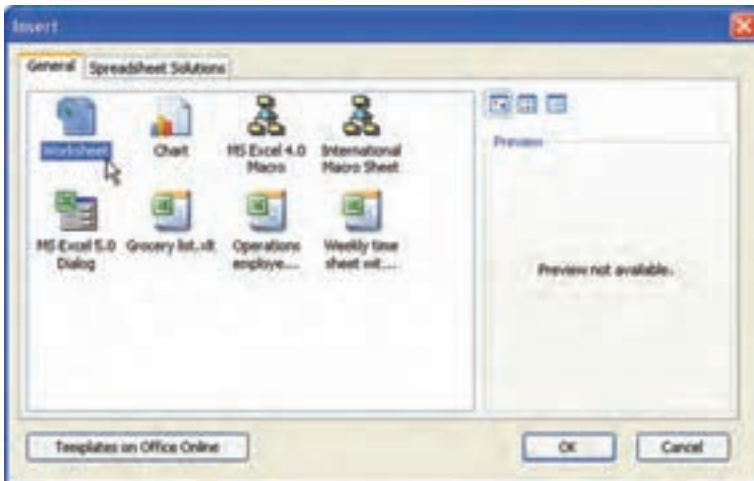 Insert
General Spreadsheet Solutions
Worksheet Chart MS Excel 4.0 Macro International Macro Sheet
Preview
MS Excel 5.0 Dialog Grocery list.xlt Operations employe.... Weekly time sheet wit....
Preview not available.
Templates on Office Online OK Cancel